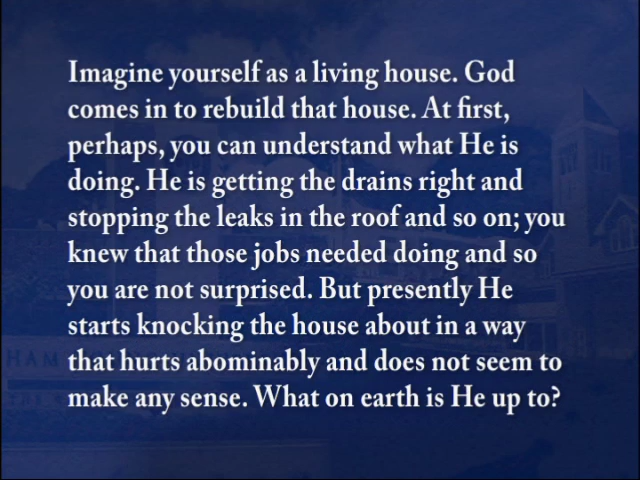 Imagine yourself as a living house. God
comes in to rebuild that house. At first,
perhaps, you can understand what He is
doing. He is getting the drains right and
stopping the leaks in the roof and so on; you
knew that those jobs needed doing and so
you are not surprised. But presently He
starts knocking the house about in a way
that hurts abominably and does not seem to
make any sense. What on earth is He up to?
HAM